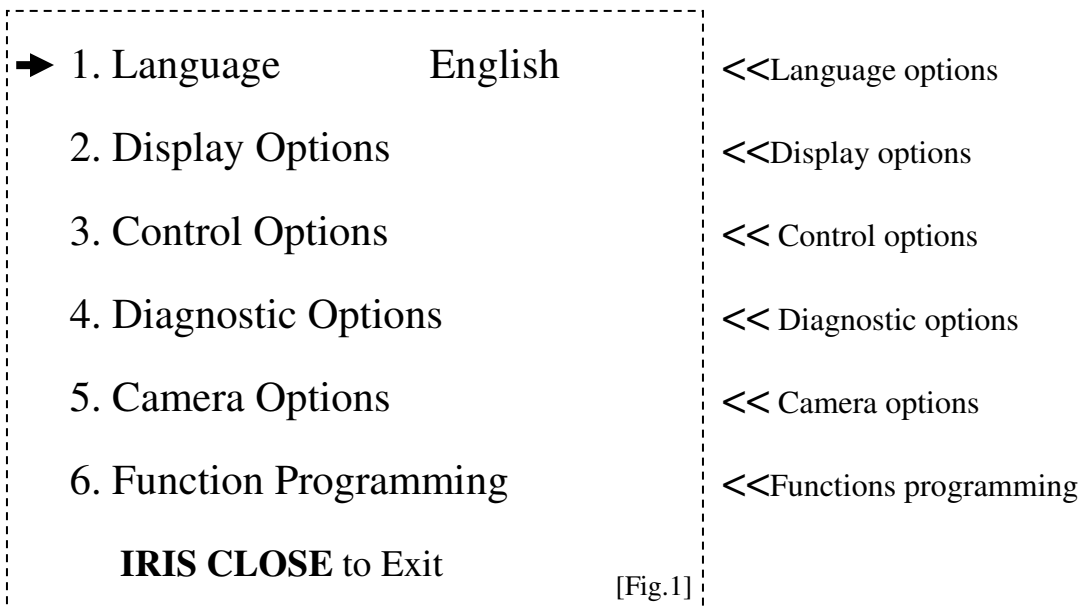 1. Language English <<Language options
2. Display Options <<Display options
3. Control Options << Control options
4. Diagnostic Options << Diagnostic options
5. Camera Options << Camera options
6. Function Programming <<Functions programming
IRIS CLOSE to Exit
[Fig.1]